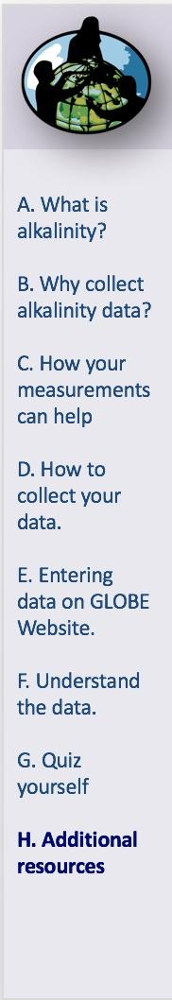 A. What is
alkalinity?
B. Why collect
alkalinity data?
C. How your
measurements
can help
D. How to
collect your
data.
E. Entering
data on GLOBE
Website.
F. Understand
the data.
G. Quiz
yourself
H. Additional
resources